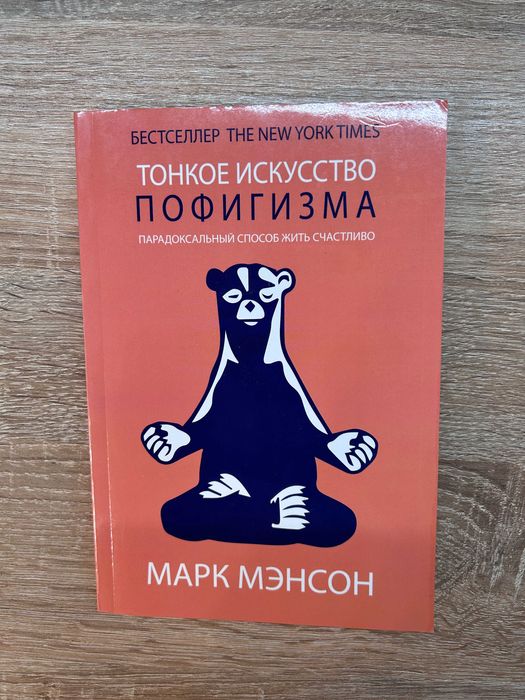 БЕСТСЕЛЛЕР THE NEW YORK TIMES
ТОНКОЕ ИСКУССТВО
ПОФИГИЗМА
ПАРАДОКСАЛЬНЫЙ СПОСОБ ЖИТЬ СЧАСТЛИВО
МАРК МЭНСОН